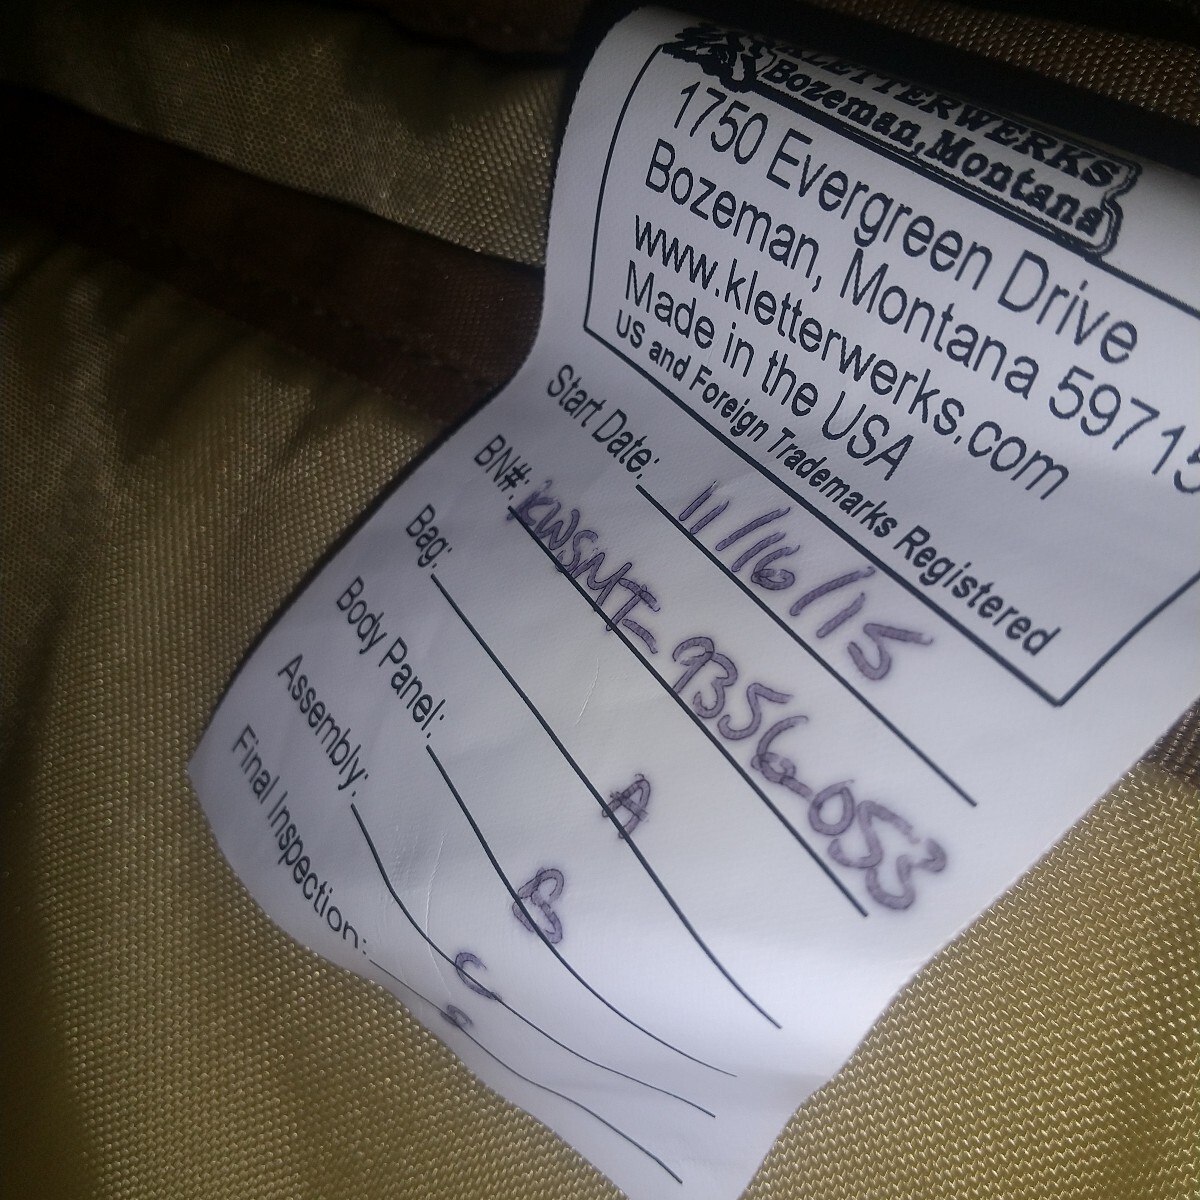 KLETTERWERKS
Bozeman, Montana
1750 Evergreen Drive
Bozeman, Montana 59715
www.kletterwerks.com
Made in the USA
US and Foreign Trademarks Registered
Start Date: 11/16/15
BN#: KWSMT-9356-053
Bag: A
Body Panel: B
Assembly: C
Final Inspection: